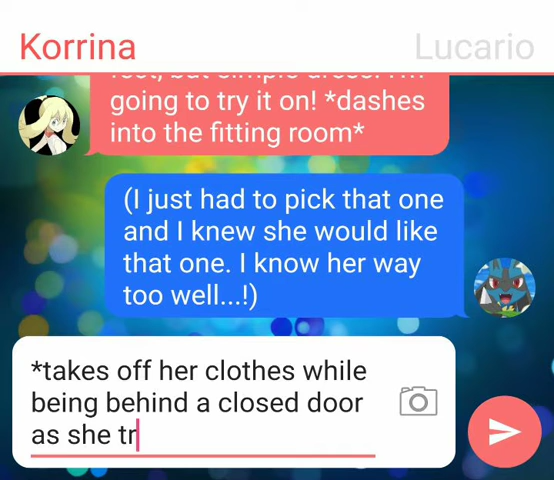 Korrina
Lucario
going to try it on! *dashes
into the fitting room*
(I just had to pick that one
and I knew she would like
that one. I know her way
too well...!)
*takes off her clothes while
being behind a closed door
as she tr